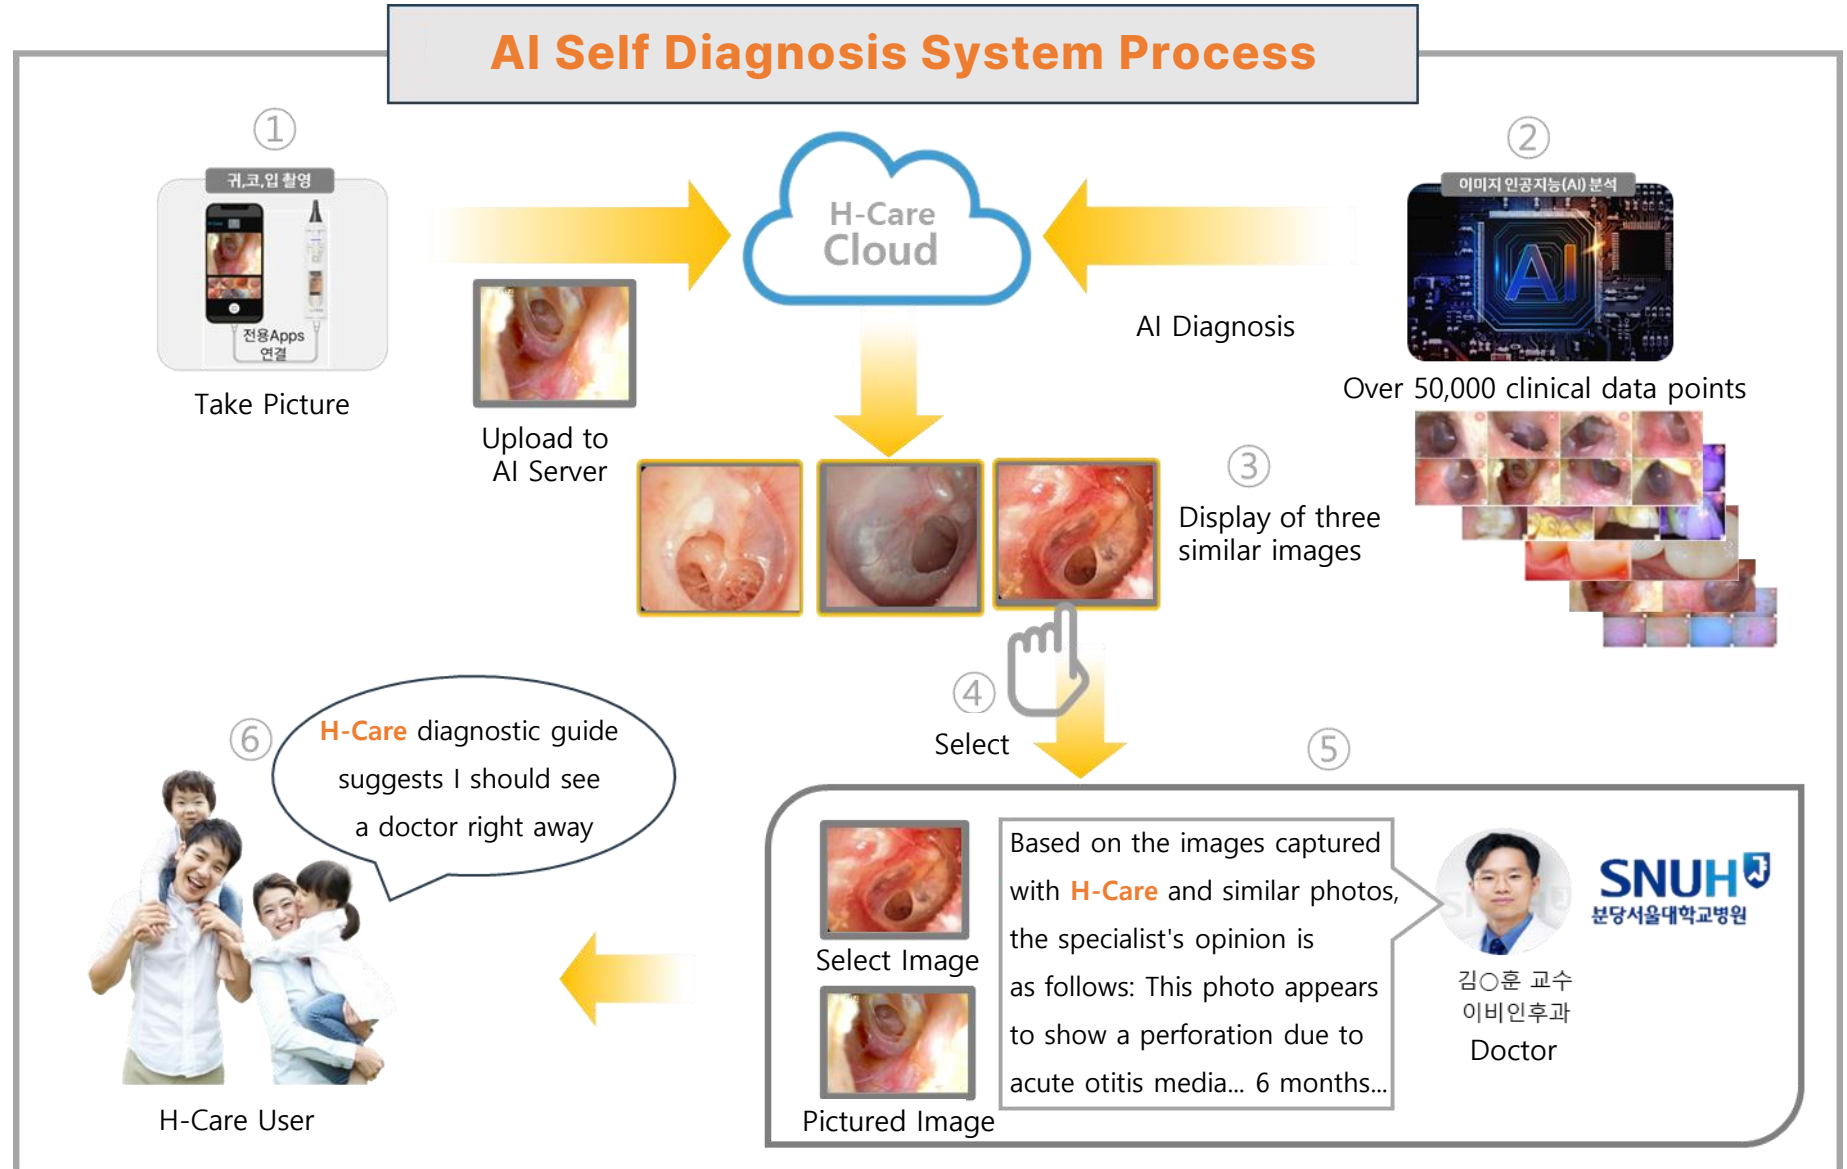 AI Self Diagnosis System Process
①
귀,코,입 촬영
전용Apps
연결
Take Picture
Upload to
AI Server
H-Care
Cloud
AI Diagnosis
②
이미지 인공지능(AI) 분석
AI
Over 50,000 clinical data points
③
Display of three
similar images
④
Select
⑤
Select Image
Pictured Image
Based on the images captured
with H-Care and similar photos,
the specialist's opinion is
as follows: This photo appears
to show a perforation due to
acute otitis media... 6 months...
SNUH
분당서울대학교병원
김○훈 교수
이비인후과
Doctor
⑥
H-Care diagnostic guide
suggests I should see
a doctor right away
H-Care User